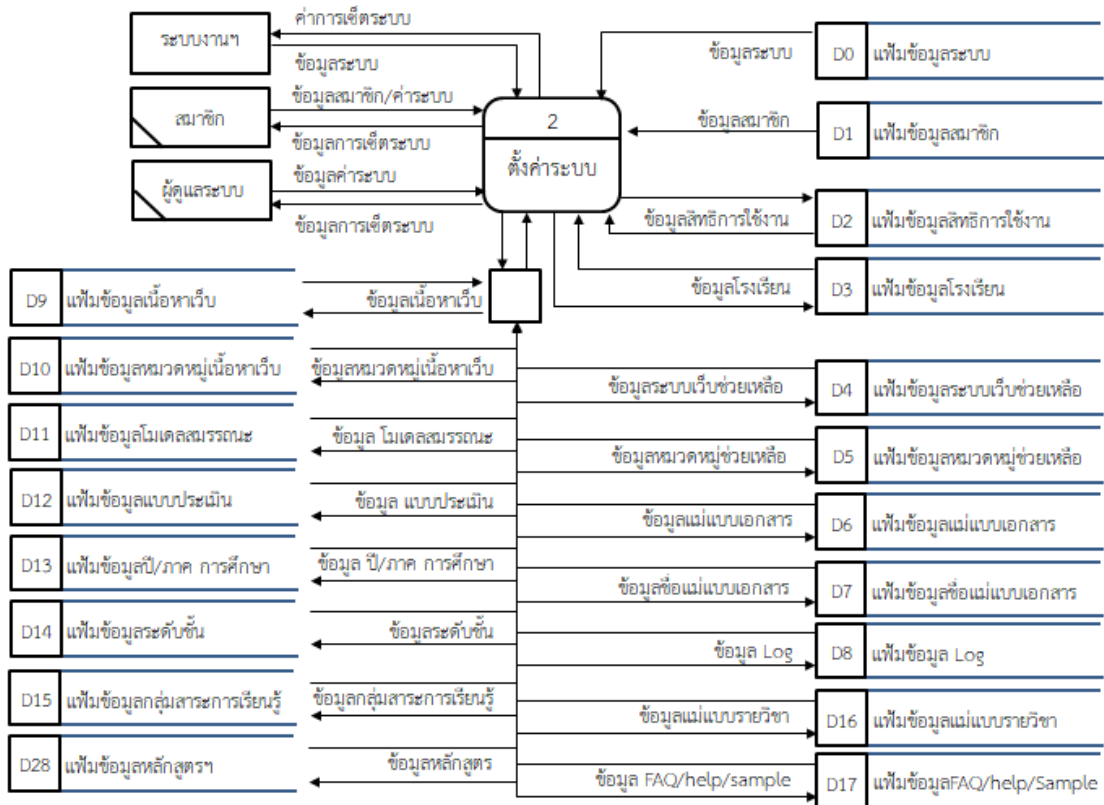 ค่าการเซ็ตระบบ
ระบบงานฯ
ข้อมูลระบบ
ข้อมูลสมาชิก/ค่าระบบ
สมาชิก
ข้อมูลการเซ็ตระบบ
ข้อมูลค่าระบบ
ผู้ดูแลระบบ
ข้อมูลการเซ็ตระบบ
2
ตั้งค่าระบบ
ข้อมูลระบบ
D0 แฟ้มข้อมูลระบบ
ข้อมูลสมาชิก
D1 แฟ้มข้อมูลสมาชิก
ข้อมูลสิทธิการใช้งาน
D2 แฟ้มข้อมูลสิทธิการใช้งาน
ข้อมูลโรงเรียน
D3 แฟ้มข้อมูลโรงเรียน
D9 แฟ้มข้อมูลเนื้อหาเว็บ
ข้อมูลเนื้อหาเว็บ
D10 แฟ้มข้อมูลหมวดหมู่เนื้อหาเว็บ
ข้อมูลหมวดหมู่เนื้อหาเว็บ
D11 แฟ้มข้อมูลโมเดลสมรรถนะ
ข้อมูล โมเดลสมรรถนะ
D12 แฟ้มข้อมูลแบบประเมิน
ข้อมูล แบบประเมิน
D13 แฟ้มข้อมูลปี/ภาค การศึกษา
ข้อมูล ปี/ภาค การศึกษา
D14 แฟ้มข้อมูลระดับชั้น
ข้อมูลระดับชั้น
D15 แฟ้มข้อมูลกลุ่มสาระการเรียนรู้
ข้อมูลกลุ่มสาระการเรียนรู้
D28 แฟ้มข้อมูลหลักสูตรฯ
ข้อมูลหลักสูตร
ข้อมูลระบบเว็บช่วยเหลือ
D4 แฟ้มข้อมูลระบบเว็บช่วยเหลือ
ข้อมูลหมวดหมู่ช่วยเหลือ
D5 แฟ้มข้อมูลหมวดหมู่ช่วยเหลือ
ข้อมูลแม่แบบเอกสาร
D6 แฟ้มข้อมูลแม่แบบเอกสาร
ข้อมูลชื่อแม่แบบเอกสาร
D7 แฟ้มข้อมูลชื่อแม่แบบเอกสาร
ข้อมูล Log
D8 แฟ้มข้อมูล Log
ข้อมูลแม่แบบรายวิชา
D16 แฟ้มข้อมูลแม่แบบรายวิชา
ข้อมูล FAQ/help/sample
D17 แฟ้มข้อมูลFAQ/help/Sample